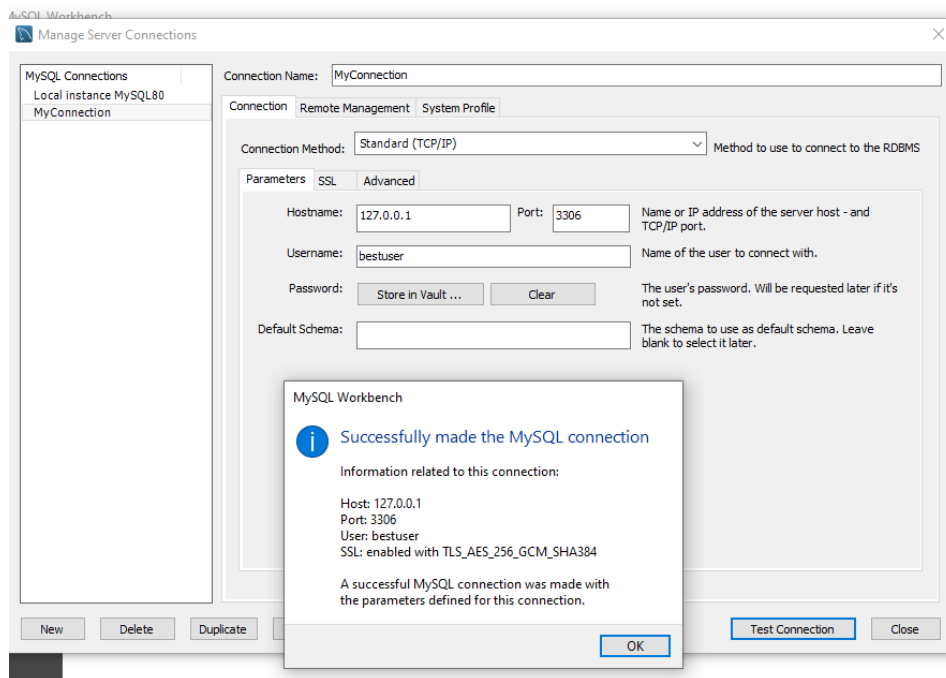 MySQL Workbench
Manage Server Connections
MySQL Connections
Local instance MySQL80
MyConnection
Connection Name: MyConnection
Connection Remote Management System Profile
Connection Method: Standard (TCP/IP) Method to use to connect to the RDBMS
Parameters SSL Advanced
Hostname: 127.0.0.1 Port: 3306 Name or IP address of the server host - and
TCP/IP port.
Username: bestuser Name of the user to connect with.
Password: Store in Vault ... Clear The user's password. Will be requested later if it's
not set.
Default Schema: The schema to use as default schema. Leave
blank to select it later.
MySQL Workbench
Successfully made the MySQL connection
Information related to this connection:
Host: 127.0.0.1
Port: 3306
User: bestuser
SSL: enabled with TLS_AES_256_GCM_SHA384
A successful MySQL connection was made with
the parameters defined for this connection.
OK
New Delete Duplicate Test Connection Close